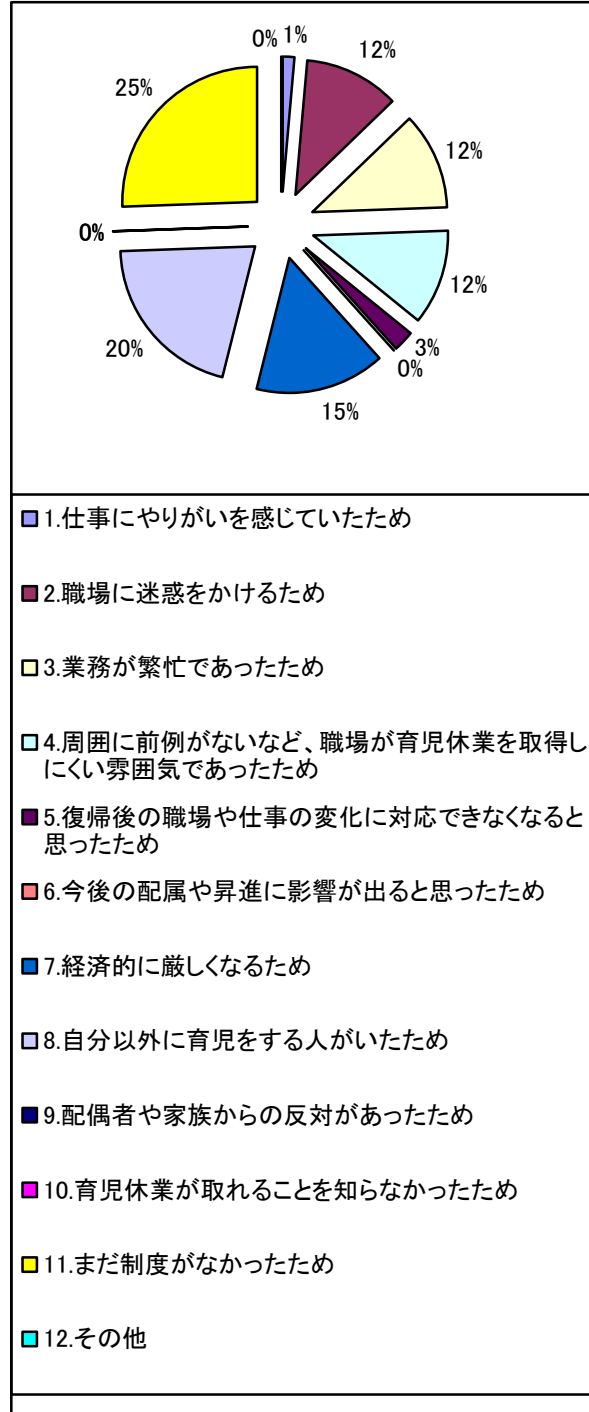 0% 1%
12%
25%
12%
0%
12%
3%
0%
20%
15%
1.仕事にやりがいを感じていたため
2.職場に迷惑をかけるため
3.業務が繁忙であったため
4.周囲に前例がないなど、職場が育児休業を取得し
にくい雰囲気であったため
5.復帰後の職場や仕事の変化に対応できなくなると
思ったため
6.今後の配属や昇進に影響が出ると思ったため
7.経済的に厳しくなるため
8.自分以外に育児をする人がいたため
9.配偶者や家族からの反対があったため
10.育児休業が取れることを知らなかったため
11.まだ制度がなかったため
12.その他